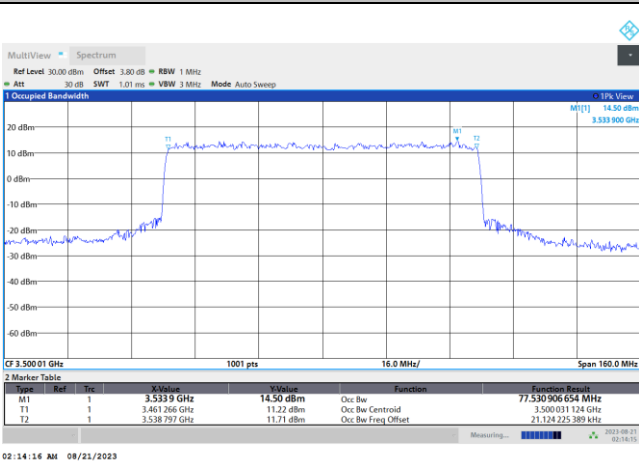 MultiView Spectrum
Ref Level 30.00 dBm Offset 3.80 dB RBW 1 MHz
Att 30 dB SWT 1.01 ms VBW 3 MHz Mode Auto Sweep
1 Occupied Bandwidth 1Pk View
M1[1] 14.50 dBm
3.533 900 GHz
20 dBm
M1
T1 T2
10 dBm
0 dBm
-10 dBm
-20 dBm
-30 dBm
-40 dBm
-50 dBm
-60 dBm
CF 3.500 01 GHz 1001 pts 16.0 MHz/ Span 160.0 MHz
2 Marker Table
Type Ref Trc X-Value Y-Value Function Function Result
M1 1 3.533 9 GHz 14.50 dBm Occ Bw 77.530 906 654 MHz
T1 1 3.461 266 GHz 11.22 dBm Occ Bw Centroid 3.500 031 124 GHz
T2 1 3.538 797 GHz 11.71 dBm Occ Bw Freq Offset 21.124 225 389 kHz
Measuring... 2023-08-21
02:14:15
02:14:16 AM 08/21/2023